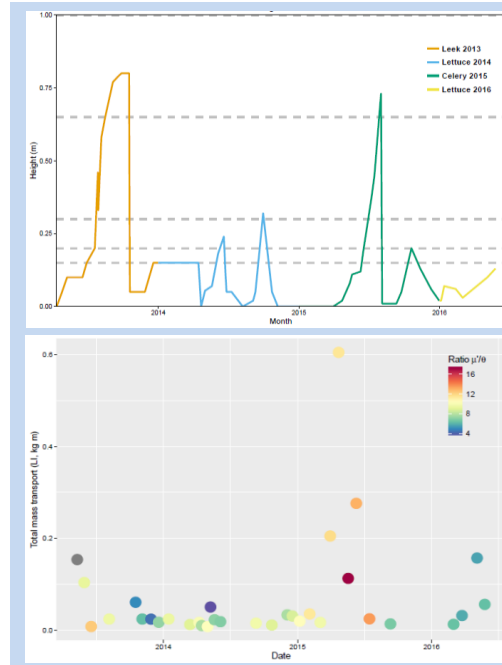 1.00
Leek 2013
Lettuce 2014
0.75
Celery 2015
Lettuce 2016
Height (m)
0.50
0.25
0.00
2014
2015
2016
Month
0.6
Ratio μ*/θ
16
12
8
4
0.4
Total mass transport (LI, kg m)
0.2
0.0
2014
2015
2016
Date